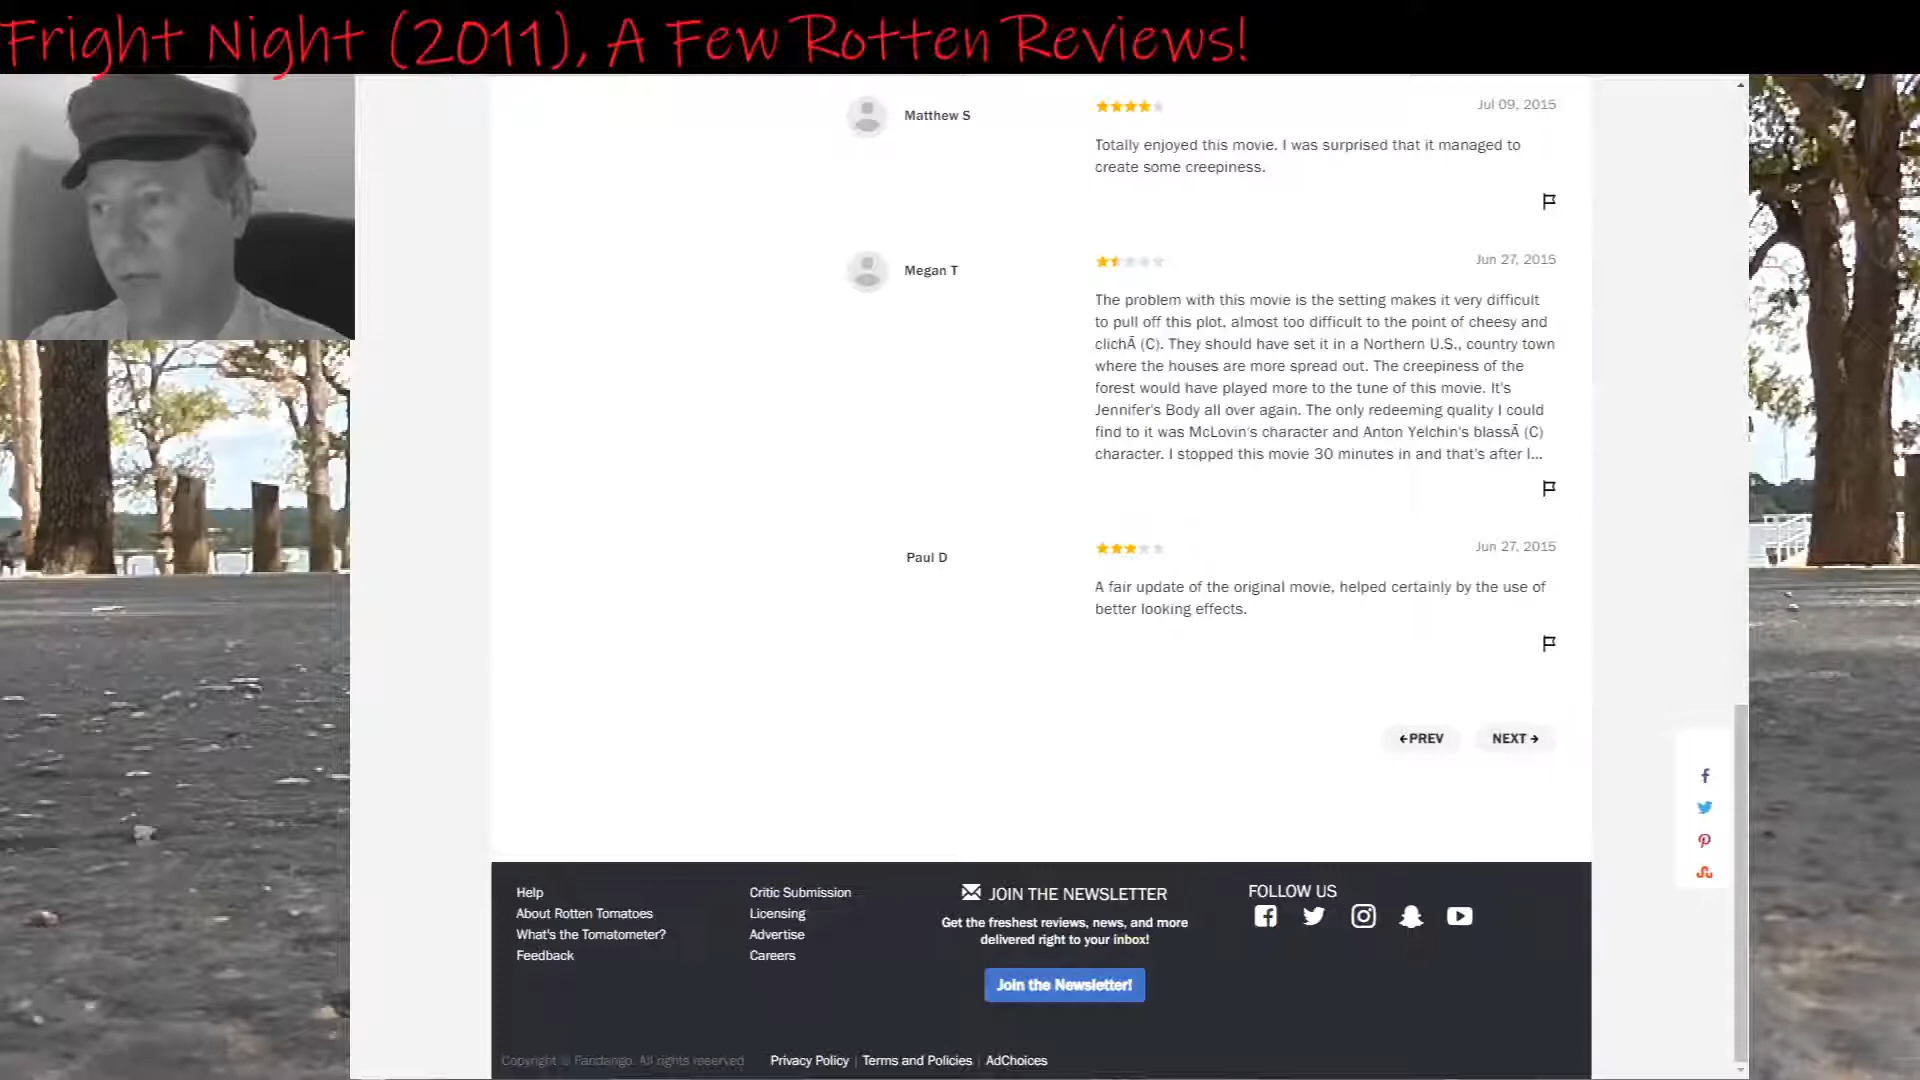 Fright Night (2011), A Few Rotten Reviews!
Matthew S
Jul 09, 2015
Totally enjoyed this movie. I was surprised that it managed to
create some creepiness.
Megan T
Jun 27, 2015
The problem with this movie is the setting makes it very difficult
to pull off this plot, almost too difficult to the point of cheesy and
clichÃ (C). They should have set it in a Northern U.S., country town
where the houses are more spread out. The creepiness of the
forest would have played more to the tune of this movie. It's
Jennifer's Body all over again. The only redeeming quality I could
find to it was McLovin's character and Anton Yelchin's blassÃ (C)
character. I stopped this movie 30 minutes in and that's after I...
Paul D
Jun 27, 2015
A fair update of the original movie, helped certainly by the use of
better looking effects.
PREV
NEXT
Help
About Rotten Tomatoes
What's the Tomatometer?
Feedback
Critic Submission
Licensing
Advertise
Careers
JOIN THE NEWSLETTER
Get the freshest reviews, news, and more
delivered right to your inbox!
Join the Newsletter!
FOLLOW US
Copyright © Fandango. All rights reserved
Privacy Policy | Terms and Policies | AdChoices